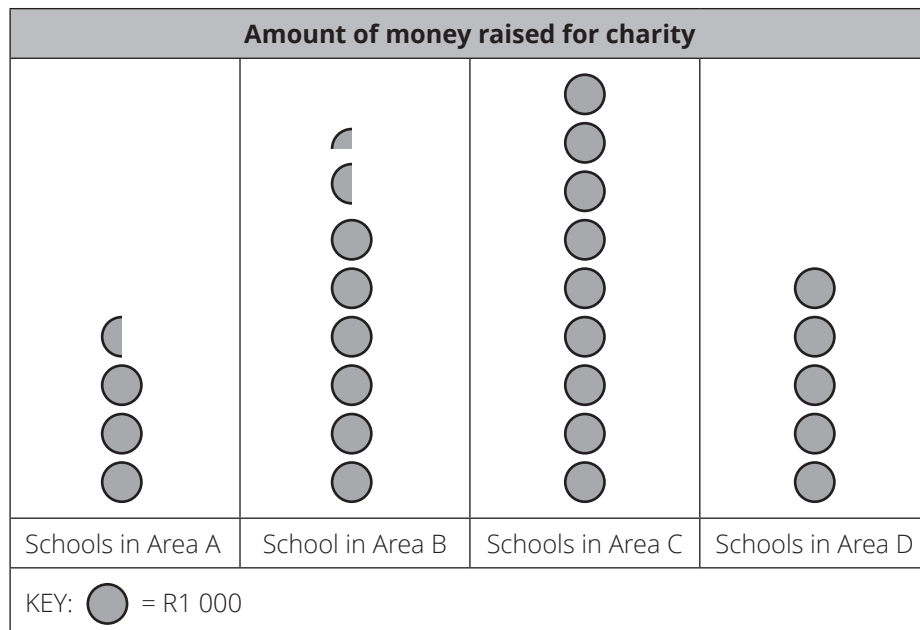 Amount of money raised for charity
Schools in Area A
School in Area B
Schools in Area C
Schools in Area D
KEY: = R1 000